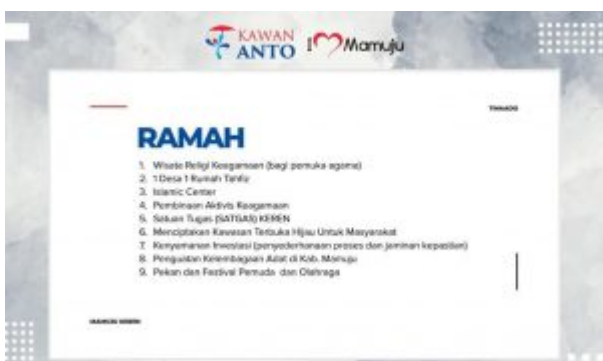 KAWAN
ANTO
I Mamuju
RAMAH
1. Wisata Religi Keagamaan (bagi pemuka agama)
2. 1 Desa 1 Rumah Tahfiz
3. Islamic Center
4. Pembinaan Aktivis Keagamaan
5. Satuan Tugas (SATGAS) KEREN
6. Menciptakan Kawasan Terbuka Hijau Untuk Masyarakat
7. Kenyamanan Investasi (penyederhanaan proses dan jaminan kepastian)
8. Penguatan Kelembagaan Adat di Kab. Mamuju
9. Pekan dan Festival Pemuda dan Olahraga
MAMUJU KEREN